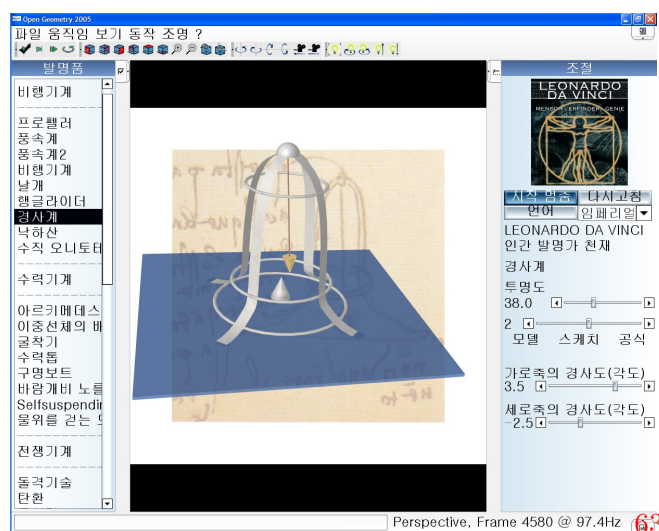 Open Geometry 2005
파일 움직임 보기 동작 조명 ?
발명품
비행기계
프로펠러
풍속계
풍속계2
비행기계
날개
행글라이더
경사계
낙하산
수직 오니토테
수력기계
아르키메데스
이중선체의 배
굴착기
수력톱
구명보트
바람개비 노를
Selfsuspendin
물위를 걷는
전쟁기계
돌격기술
탄환
조절
LEONARDO
DA VINCI
MENSCH ERFINDER GENIE
시작 멈춤 다시고침
언어 임페리얼
LEONARDO DA VINCI
인간 발명가 천재
경사계
투명도
38.0
2
모델 스케치 공식
가로축의 경사도(각도)
3.5
세로축의 경사도(각도)
-2.5
Perspective, Frame 4580 @ 97.4Hz
63